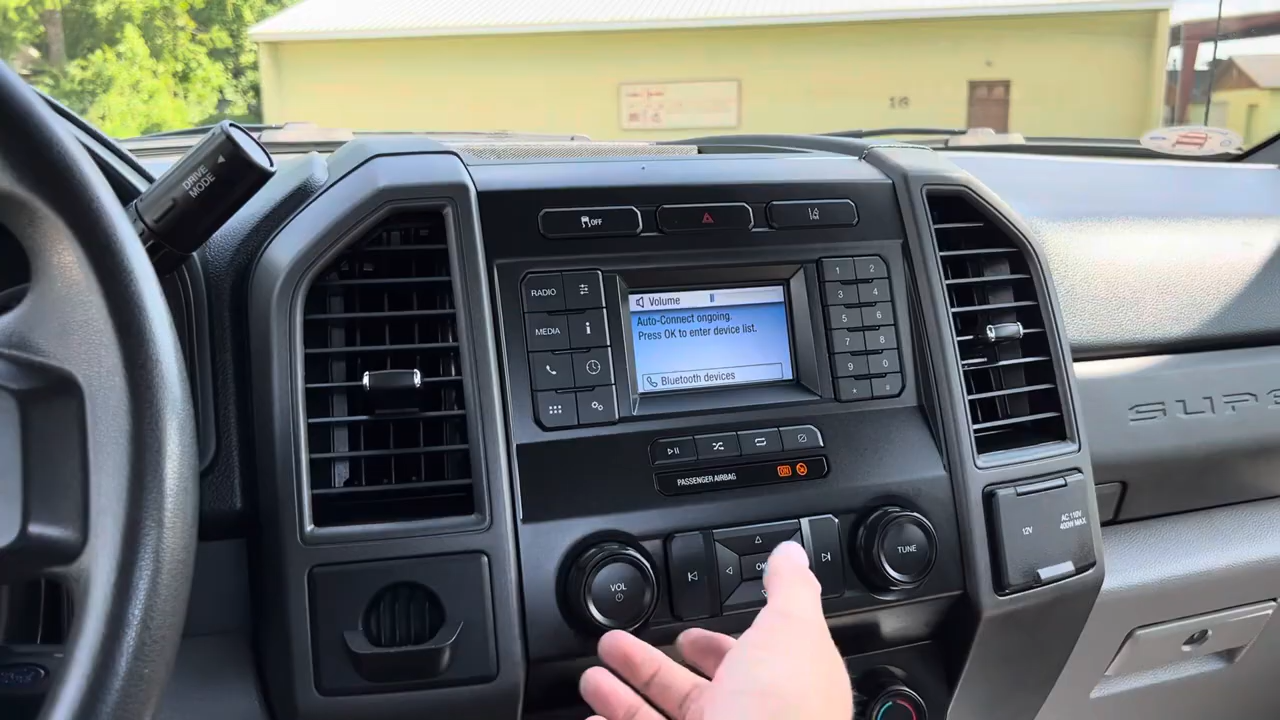 16
DRIVE
MODE
OFF
RADIO
MEDIA
i
Volume
Auto-Connect ongoing.
Press OK to enter device list.
Bluetooth devices
1 2
3 4
5 6
7 8
9 0
* #
PASSENGER AIRBAG ON
VOL
OK
TUNE
12V
AC 110V
400W MAX
Ford